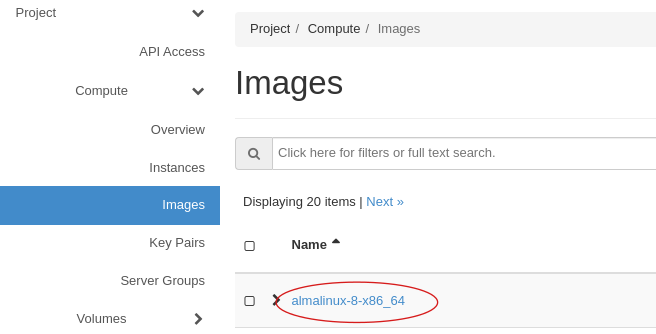 Project
API Access
Compute
Overview
Instances
Images
Key Pairs
Server Groups
Volumes
Project / Compute / Images
Images
Click here for filters or full text search.
Displaying 20 items | Next »
Name
almalinux-8-x86_64